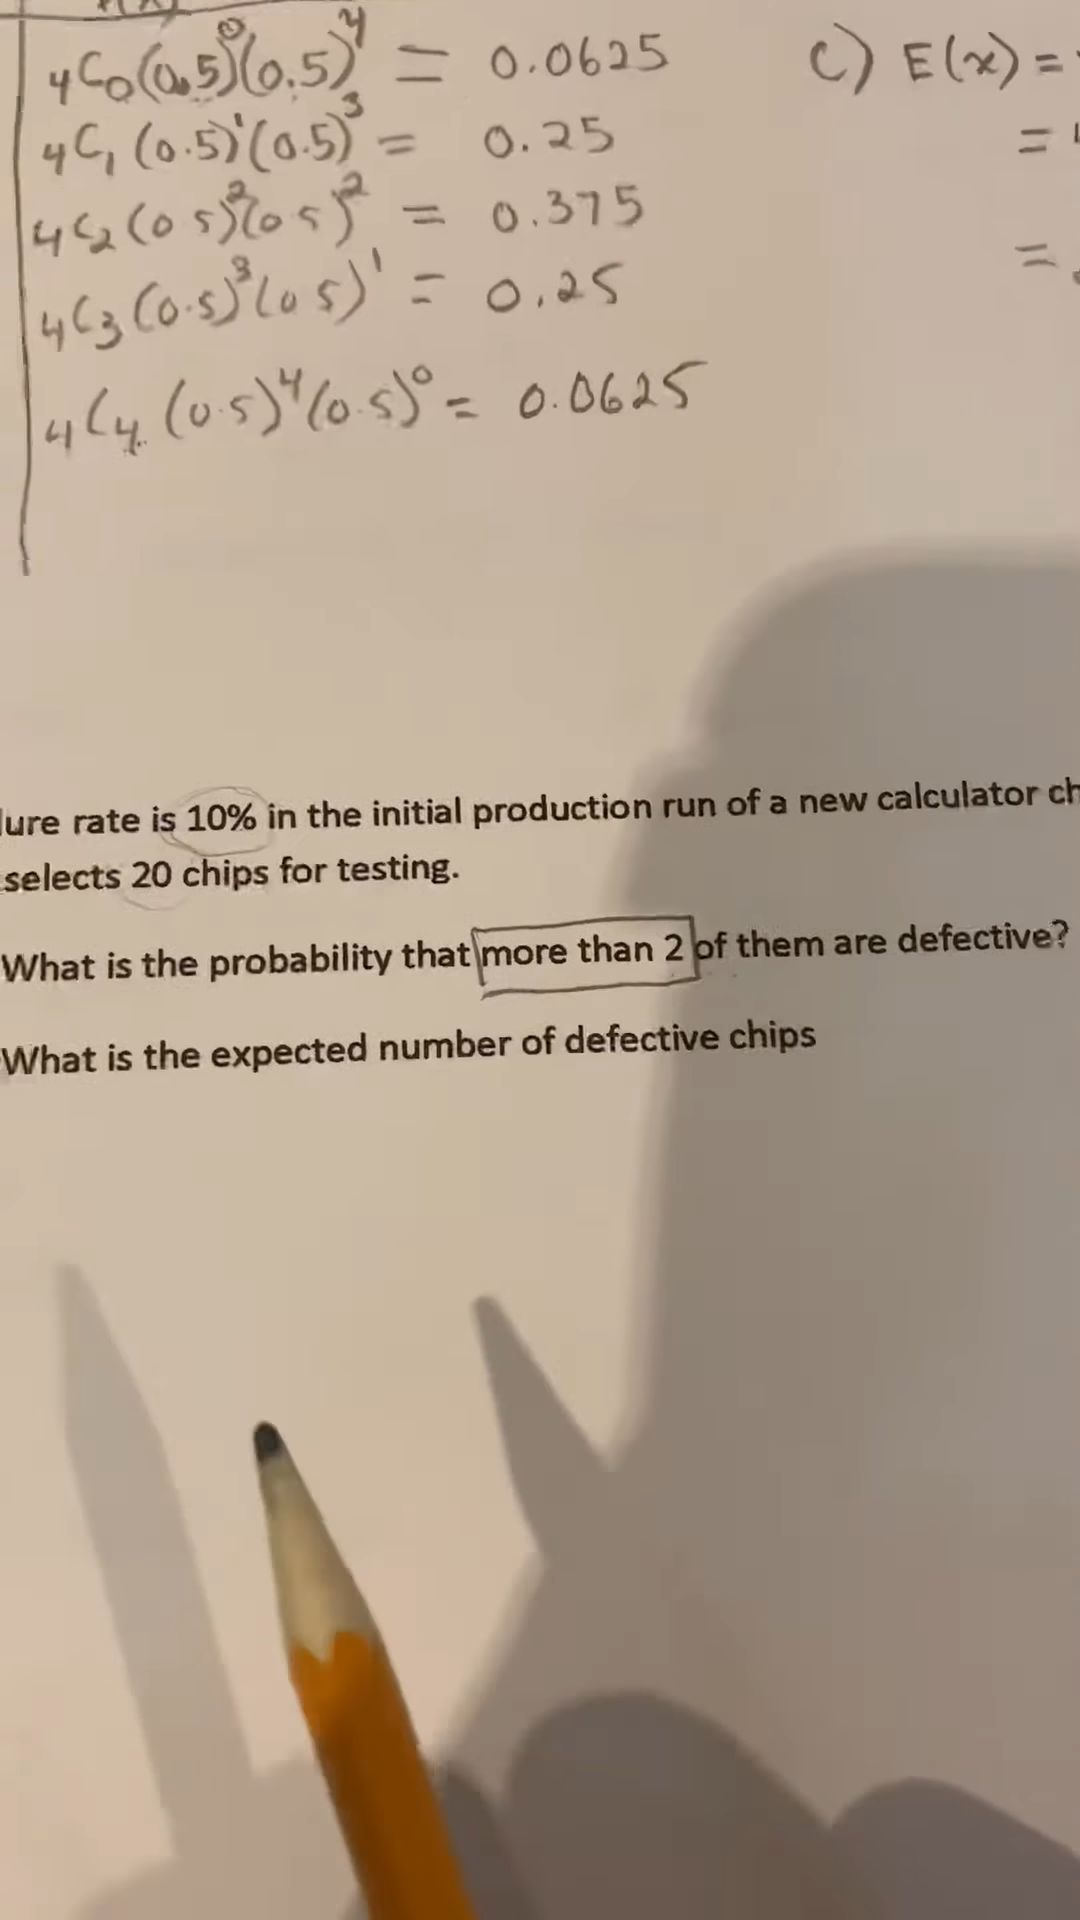 ₄C₀(0.5)⁰(0.5)⁴ = 0.0625
₄C₁(0.5)¹(0.5)³ = 0.25
₄C₂(0.5)²(0.5)² = 0.375
₄C₃(0.5)³(0.5)¹ = 0.25
₄C₄(0.5)⁴(0.5)⁰ = 0.0625
C) E(x) =
=
=
lure rate is 10% in the initial production run of a new calculator ch
selects 20 chips for testing.
What is the probability that more than 2 of them are defective?
What is the expected number of defective chips